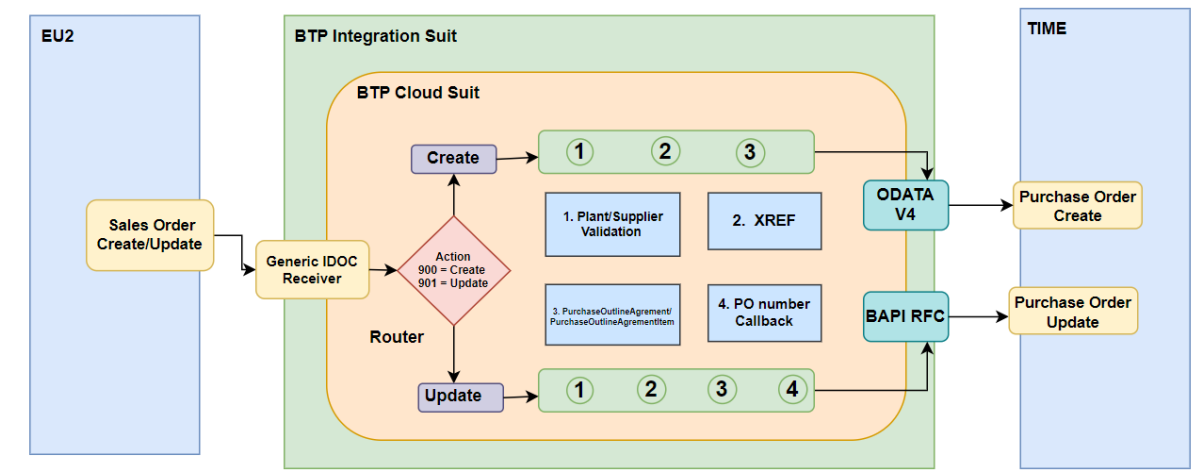 EU2
BTP Integration Suit
TIME
BTP Cloud Suit
Create
1
2
3
Sales Order
Create/Update
Generic IDOC
Receiver
Action
900 = Create
901 = Update
Router
1. Plant/Supplier
Validation
2. XREF
3. PurchaseOutlineAgrement/
PurchaseOutlineAgrementItem
4. PO number
Callback
ODATA
V4
Purchase Order
Create
BAPI RFC
Purchase Order
Update
Update
1
2
3
4